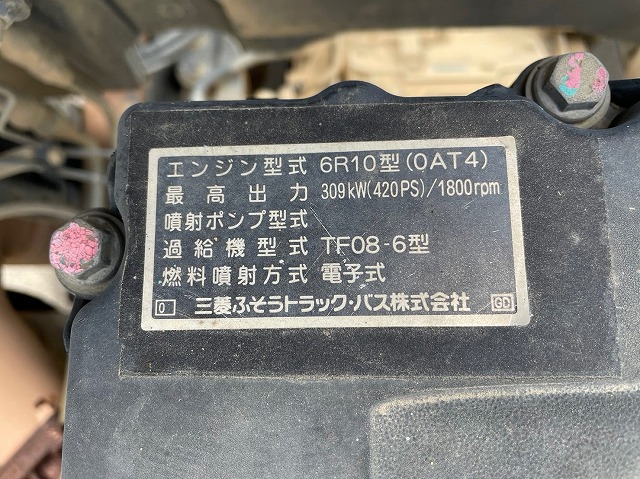 エンジン型式 6R10型(0AT4)
最高出力 309kW(420PS)/1800rpm
噴射ポンプ型式
過給機型式 TF08-6型
燃料噴射方式 電子式
0 三菱ふそうトラック・バス株式会社 GD